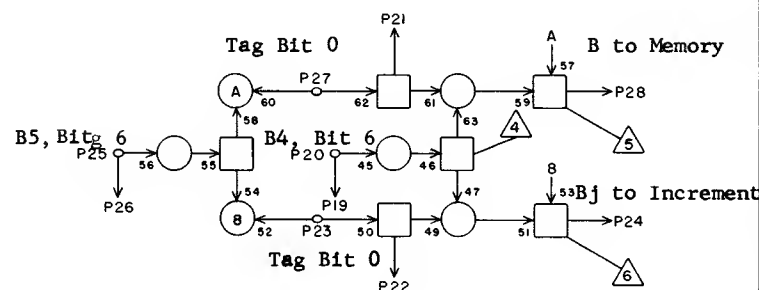 P21
Tag Bit 0
A
B to Memory
P27
57
A
60
62
61
59
P28
58
63
4
5
B5, Bitg 6
B4, Bit 6
P25
56
55
P20
45
46
54
47
8
53
Bj to Increment
P26
P19
8
52
P23
50
49
51
P24
Tag Bit 0
P22
6